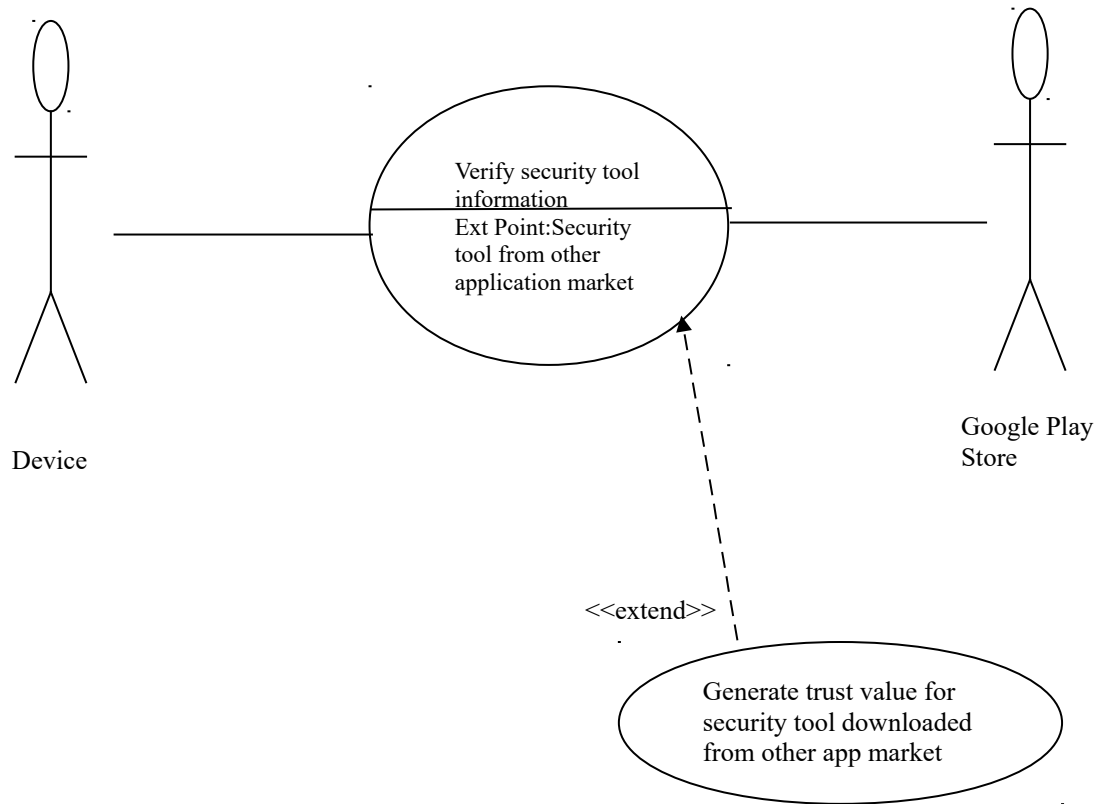 Verify security tool
information
Ext Point:Security
tool from other
application market
Device
Google Play
Store
<<extend>>
Generate trust value for
security tool downloaded
from other app market